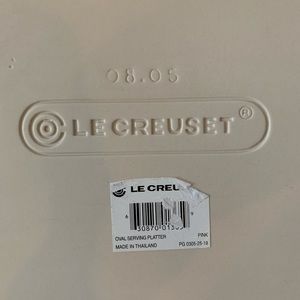 08.05
LE CREUSET®
LE CREU
OVAL SERVING PLATTER PINK
MADE IN THAILAND PG 0305-25-18